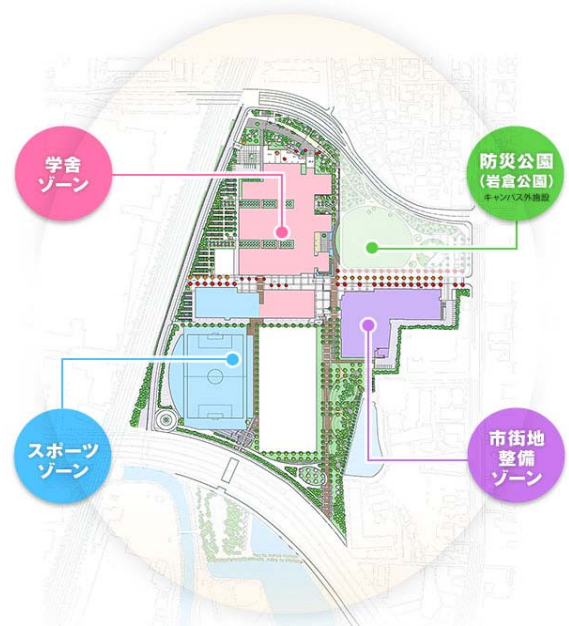 学舎
ゾーン
防災公園
(岩倉公園)
キャンパス外施設
スポーツ
ゾーン
市街地
整備
ゾーン